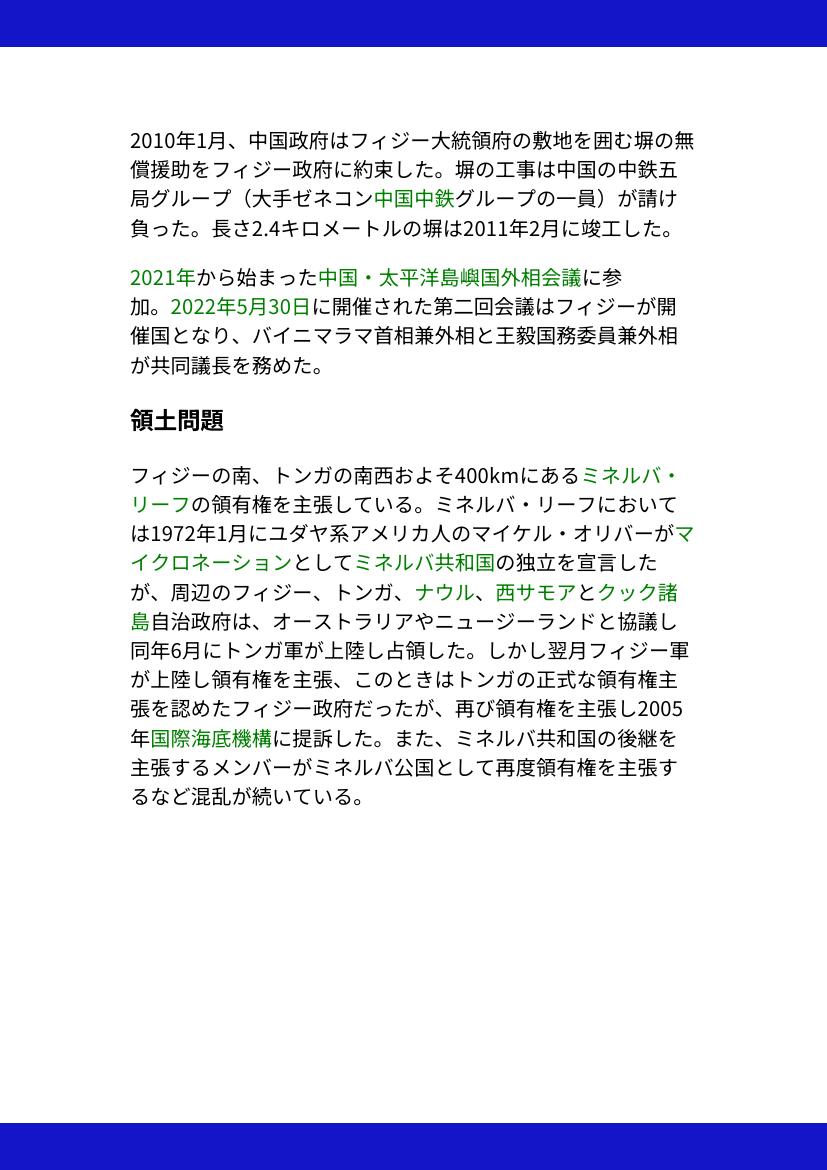 2010年1月、中国政府はフィジー大統領府の敷地を囲む塀の無
償援助をフィジー政府に約束した。塀の工事は中国の中鉄五
局グループ（大手ゼネコン中国中鉄グループの一員）が請け
負った。長さ2.4キロメートルの塀は2011年2月に竣工した。
2021年から始まった中国・太平洋島嶼国外相会議に参
加。2022年5月30日に開催された第二回会議はフィジーが開
催国となり、バイニマラマ首相兼外相と王毅国務委員兼外相
が共同議長を務めた。
領土問題
フィジーの南、トンガの南西およそ400kmにあるミネルバ・
リーフの領有権を主張している。ミネルバ・リーフにおいて
は1972年1月にユダヤ系アメリカ人のマイケル・オリバーがマ
イクロネーションとしてミネルバ共和国の独立を宣言した
が、周辺のフィジー、トンガ、ナウル、西サモアとクック諸
島自治政府は、オーストラリアやニュージーランドと協議し
同年6月にトンガ軍が上陸し占領した。しかし翌月フィジー軍
が上陸し領有権を主張、このときはトンガの正式な領有権主
張を認めたフィジー政府だったが、再び領有権を主張し2005
年国際海底機構に提訴した。また、ミネルバ共和国の後継を
主張するメンバーがミネルバ公国として再度領有権を主張す
るなど混乱が続いている。